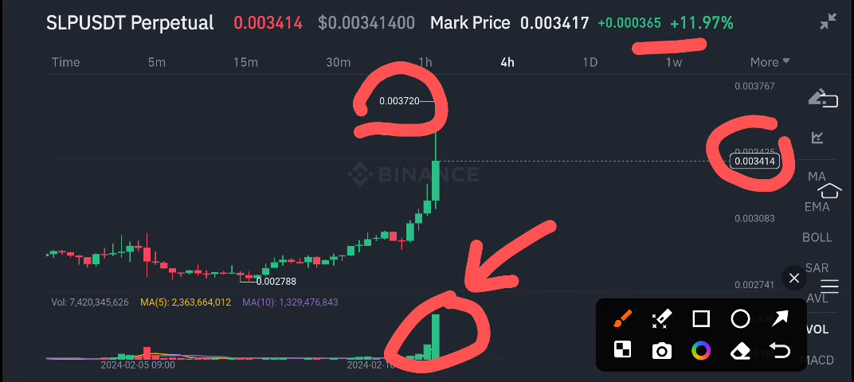 SLPUSDT Perpetual 0.003414 $0.00341400 Mark Price 0.003417 +0.000365 +11.97%
Time 5m 15m 30m 1h 4h 1D 1w More
0.003720
0.003767
0.003425
0.003414
0.003083
0.002741
BINANCE
0.002788
MA
EMA
BOLL
SAR
AVL
VOL
MACD
Vol: 7,420,345,626 MA(5): 2,363,664,012 MA(10): 1,329,476,843
2024-02-05 09:00